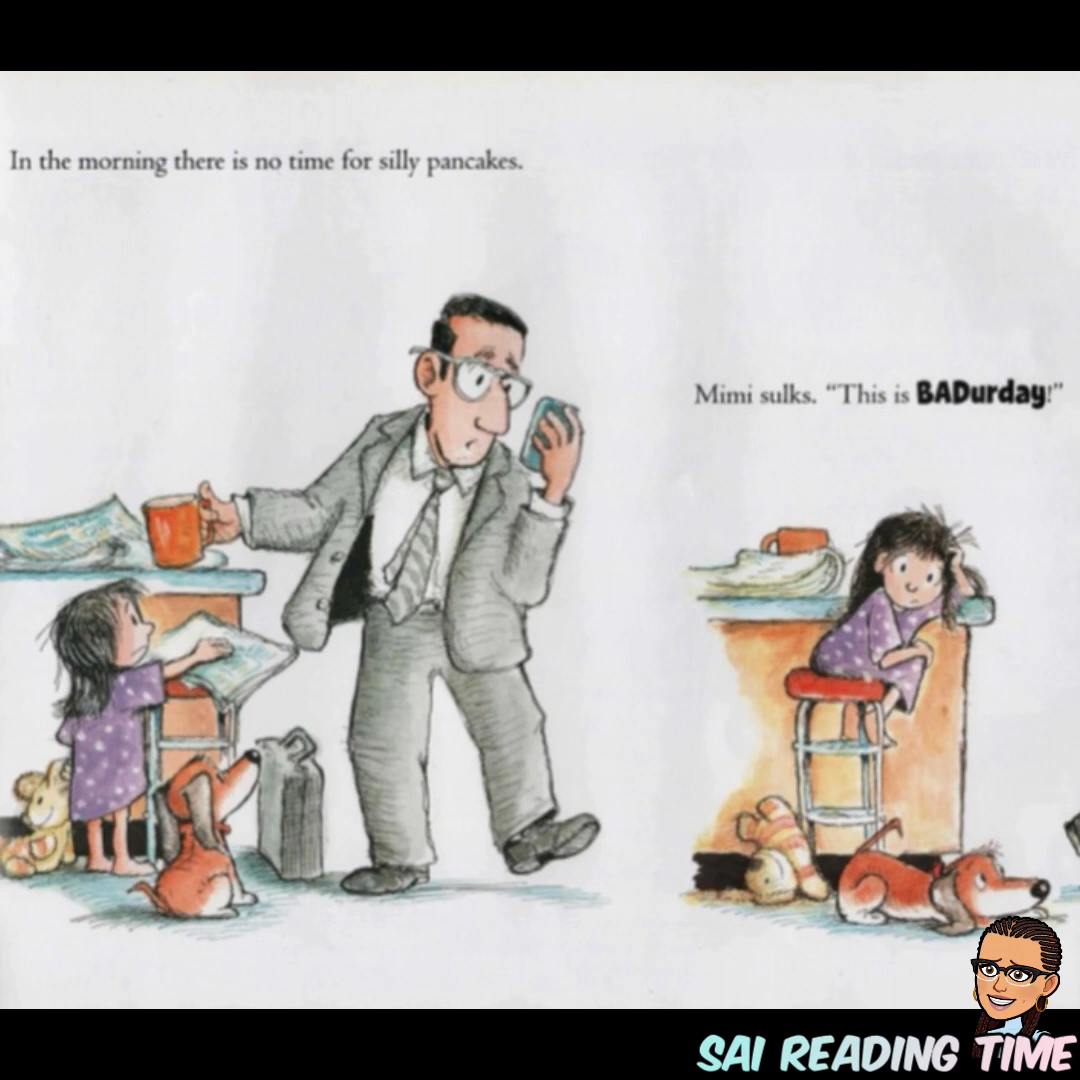 In the morning there is no time for silly pancakes.
Mimi sulks. “This is BADurday!”
SAI READING TIME